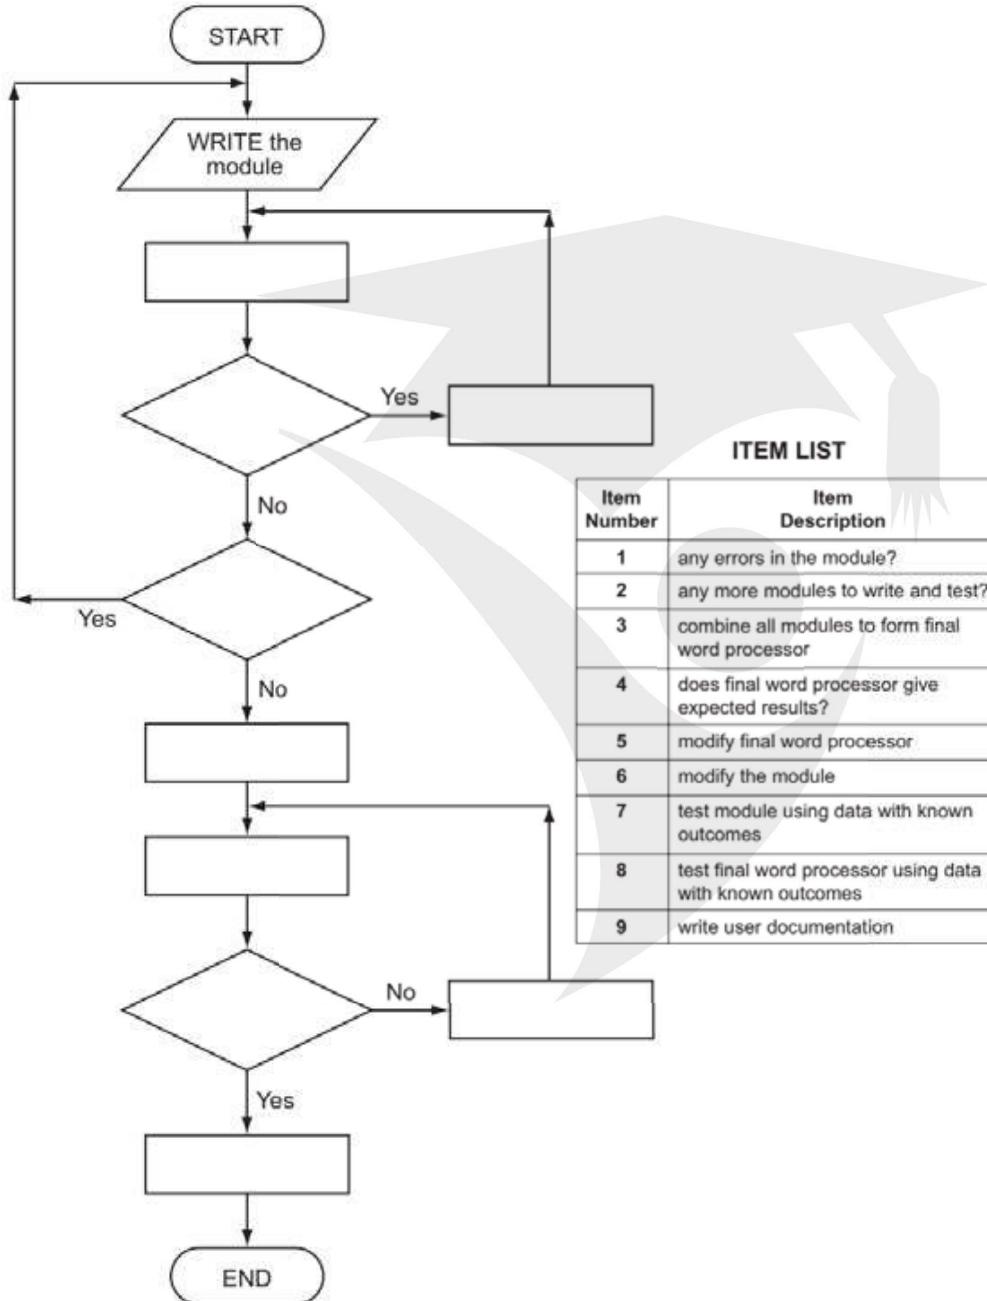 START
WRITE the
module
Yes
No
Yes
No
No
Yes
END
ITEM LIST
Item
Number
Item
Description
1
any errors in the module?
2
any more modules to write and test?
3
combine all modules to form final
word processor
4
does final word processor give
expected results?
5
modify final word processor
6
modify the module
7
test module using data with known
outcomes
8
test final word processor using data
with known outcomes
9
write user documentation